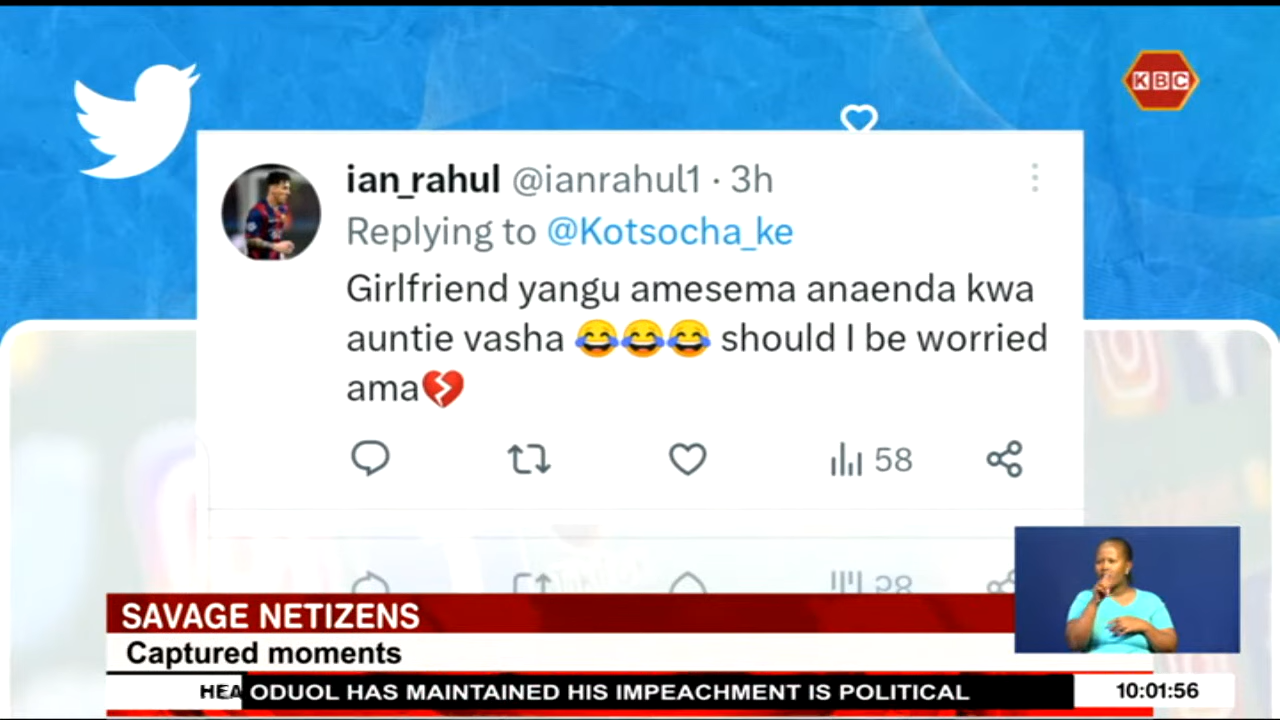 KBC
ian_rahul @ianrahul1 · 3h
Replying to @Kotsocha_ke
Girlfriend yangu amesema anaenda kwa
auntie vasha 😂😂😂 should I be worried
ama💔
58
28
SAVAGE NETIZENS
Captured moments
HEA ODUOL HAS MAINTAINED HIS IMPEACHMENT IS POLITICAL
10:01:56